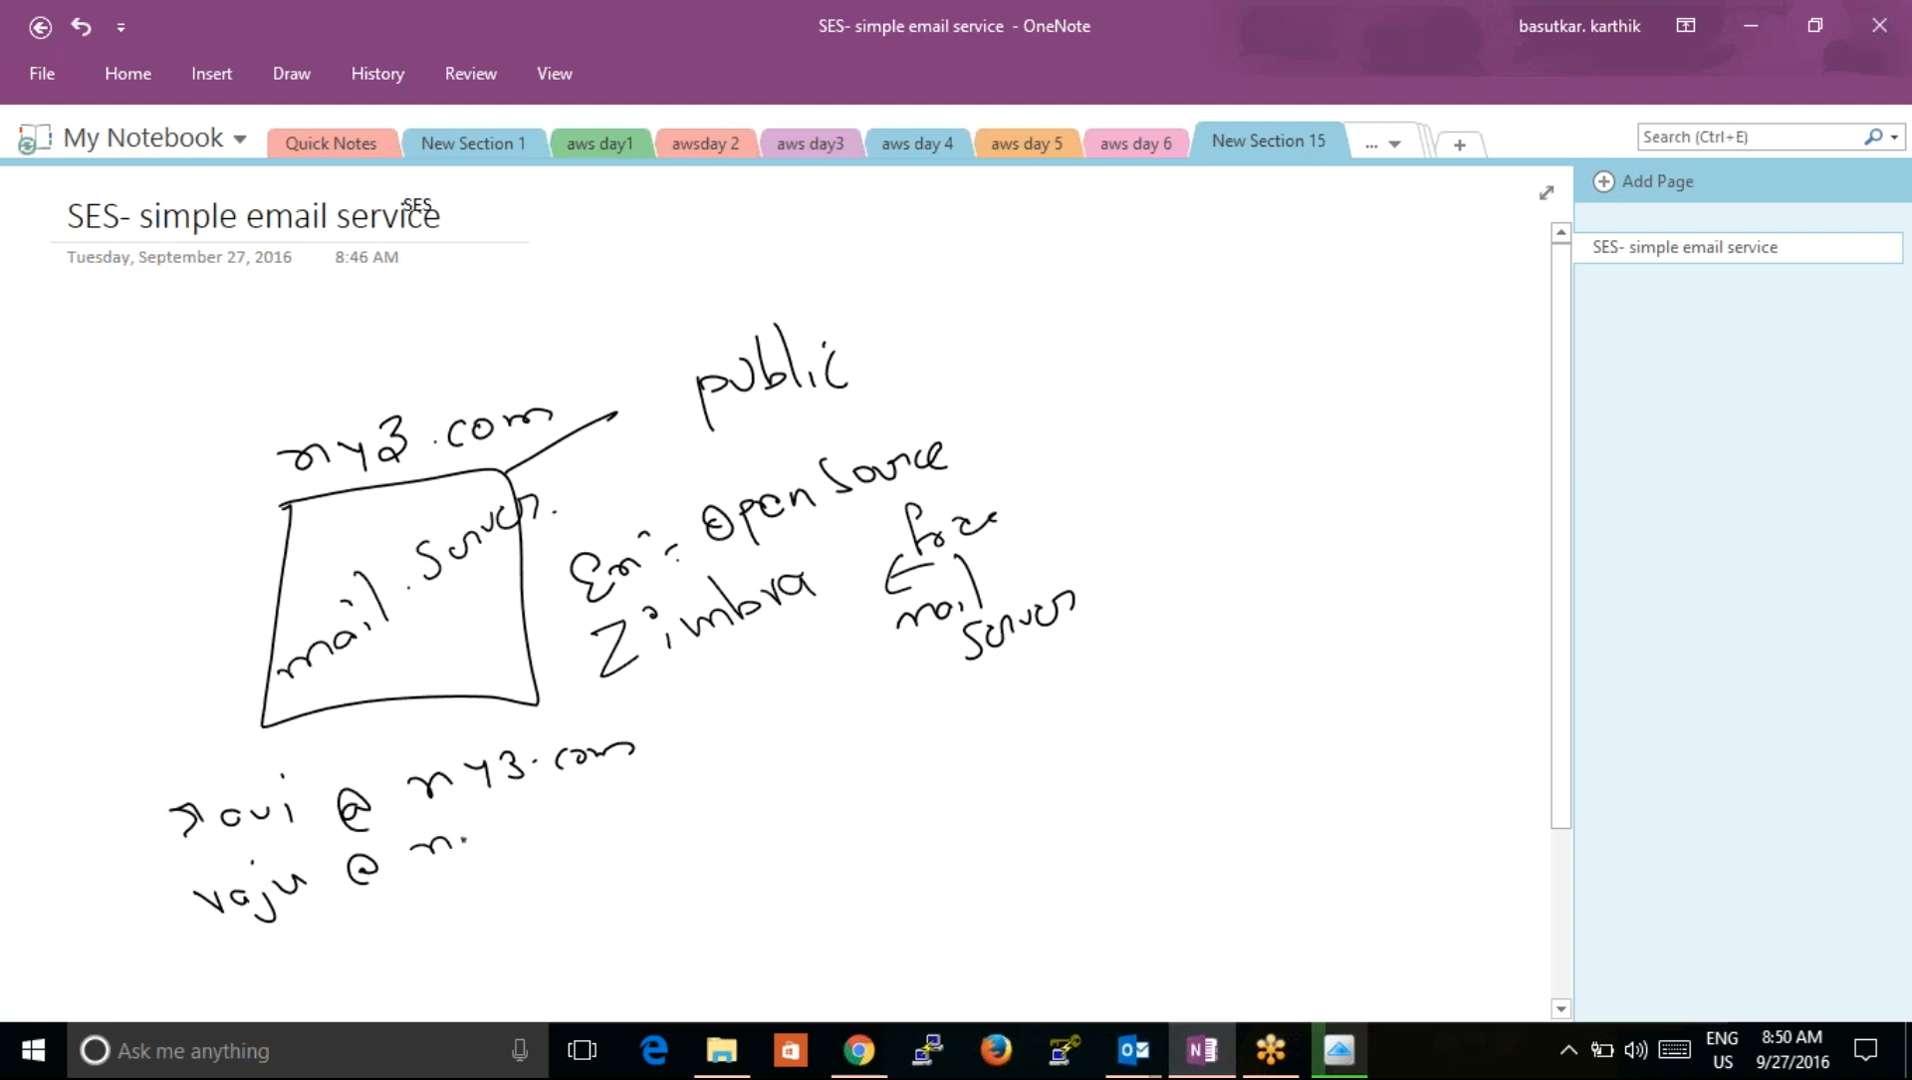 SES- simple email service - OneNote
basutkar. karthik
File Home Insert Draw History Review View
My Notebook Quick Notes New Section 1 aws day1 awsday 2 aws day3 aws day 4 aws day 5 aws day 6 New Section 15 ... +
Search (Ctrl+E)
Add Page
SES- simple email service
SES- simple email service
SES
Tuesday, September 27, 2016 8:46 AM
public
ny3.com
mail.server.
Ex:- Open Source
Zimbra
free
mail
server
ravi @ ny3.com
raju @ n
Ask me anything
ENG
US
8:50 AM
9/27/2016